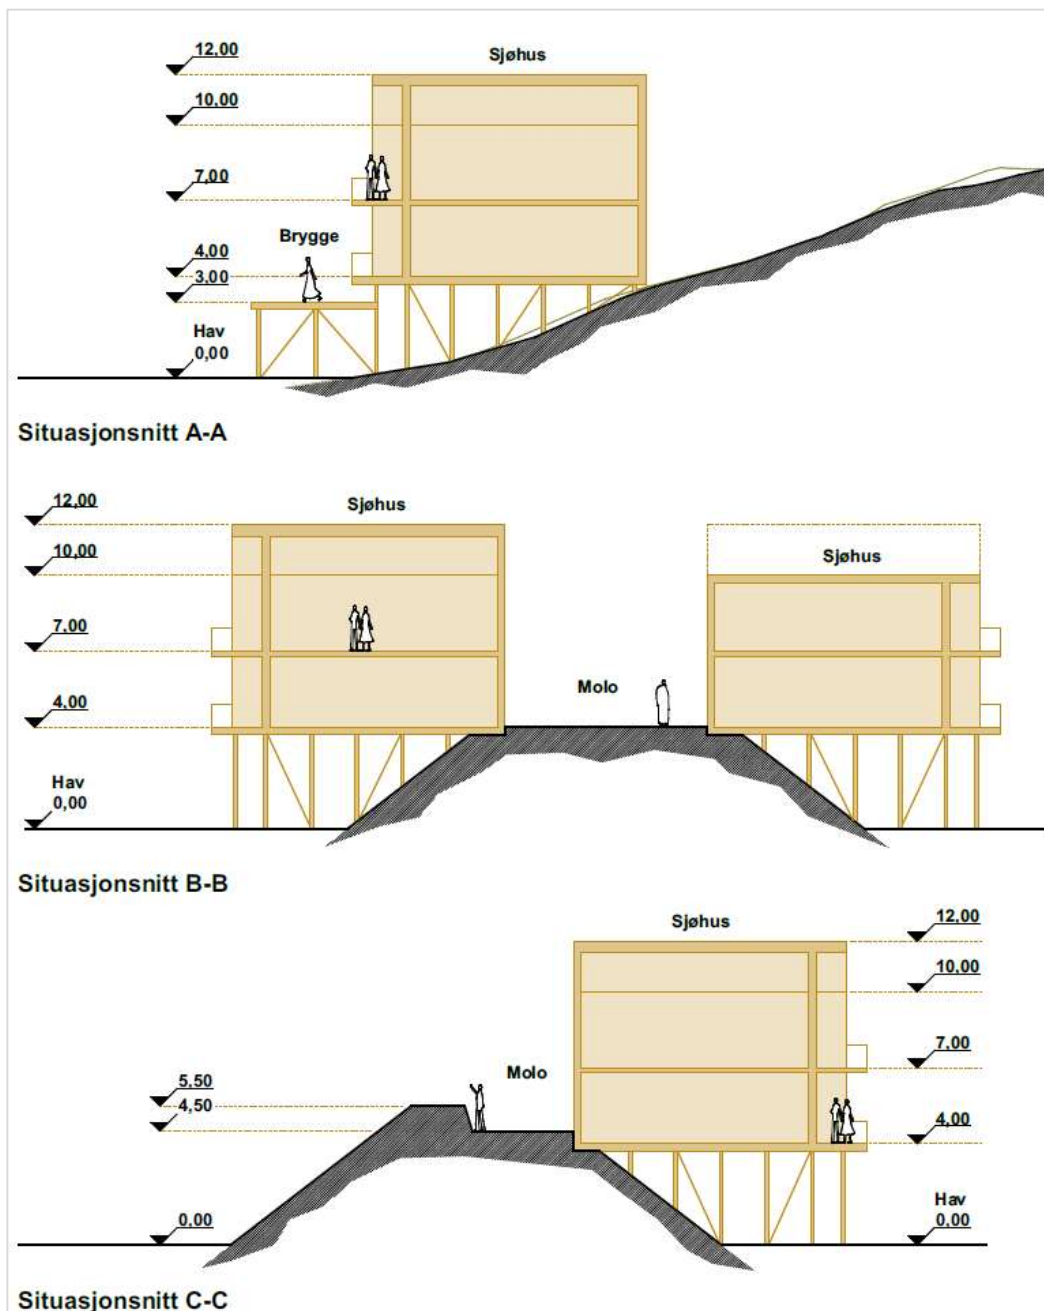 12,00
Sjøhus
10,00
7,00
Brygge
4,00
3,00
Hav
0,00
Situasjonsnitt A-A
12,00
Sjøhus
10,00
Sjøhus
7,00
Molo
4,00
Hav
0,00
Situasjonsnitt B-B
Sjøhus
12,00
10,00
7,00
Molo
5,50
4,50
4,00
Hav
0,00
0,00
Situasjonsnitt C-C